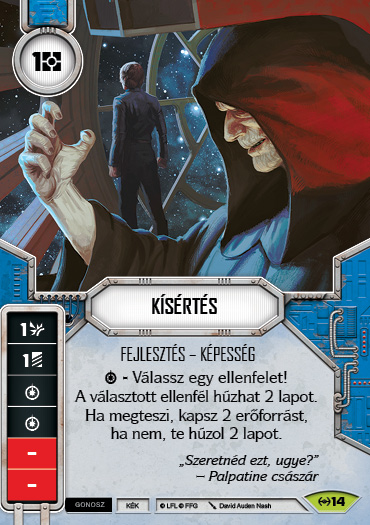 1
KÍSÉRTÉS
FEJLESZTÉS – KÉPESSÉG
- Válassz egy ellenfelet!
A választott ellenfél húzhat 2 lapot.
Ha megteszi, kapsz 2 erőforrást,
ha nem, te húzol 2 lapot.
„Szeretnéd ezt, ugye?”
– Palpatine császár
1
1
–
–
GONOSZ KÉK © LFL © FFG David Auden Nash 14